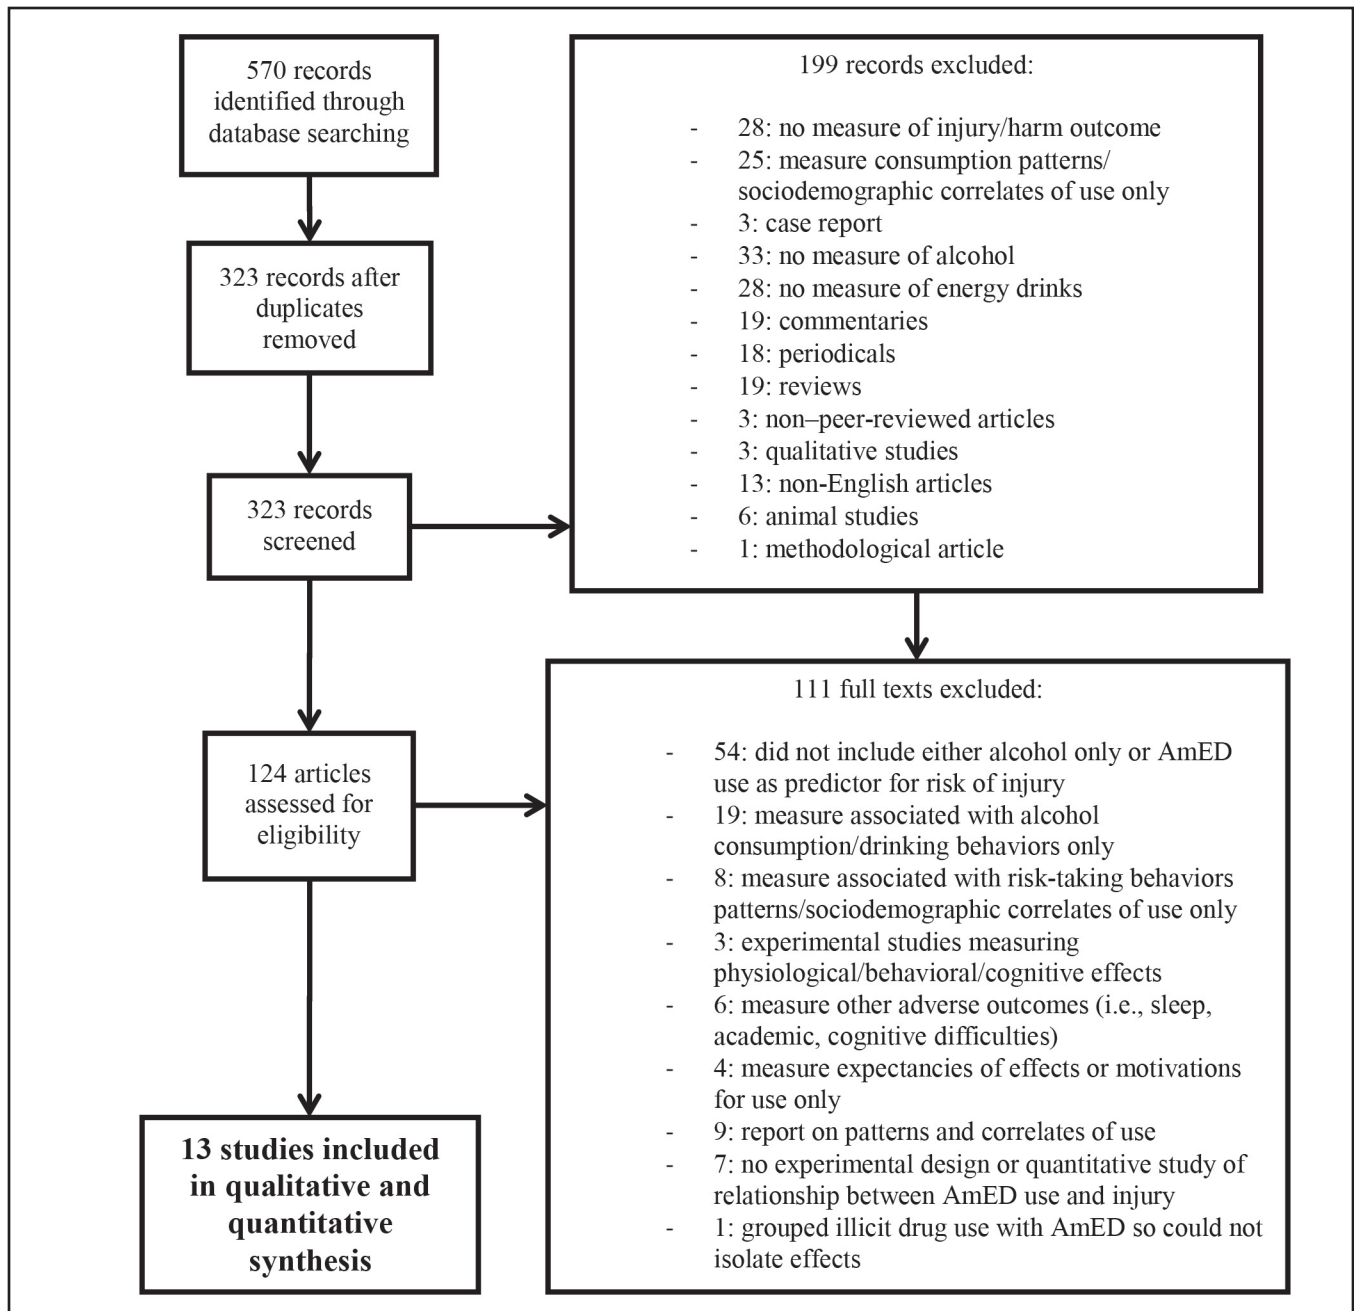 570 records
identified through
database searching
323 records after
duplicates
removed
323 records
screened
124 articles
assessed for
eligibility
13 studies included
in qualitative and
quantitative
synthesis
199 records excluded:
- 28: no measure of injury/harm outcome
- 25: measure consumption patterns/
sociodemographic correlates of use only
- 3: case report
- 33: no measure of alcohol
- 28: no measure of energy drinks
- 19: commentaries
- 18: periodicals
- 19: reviews
- 3: non–peer-reviewed articles
- 3: qualitative studies
- 13: non-English articles
- 6: animal studies
- 1: methodological article
111 full texts excluded:
- 54: did not include either alcohol only or AmED
use as predictor for risk of injury
- 19: measure associated with alcohol
consumption/drinking behaviors only
- 8: measure associated with risk-taking behaviors
patterns/sociodemographic correlates of use only
- 3: experimental studies measuring
physiological/behavioral/cognitive effects
- 6: measure other adverse outcomes (i.e., sleep,
academic, cognitive difficulties)
- 4: measure expectancies of effects or motivations
for use only
- 9: report on patterns and correlates of use
- 7: no experimental design or quantitative study of
relationship between AmED use and injury
- 1: grouped illicit drug use with AmED so could not
isolate effects